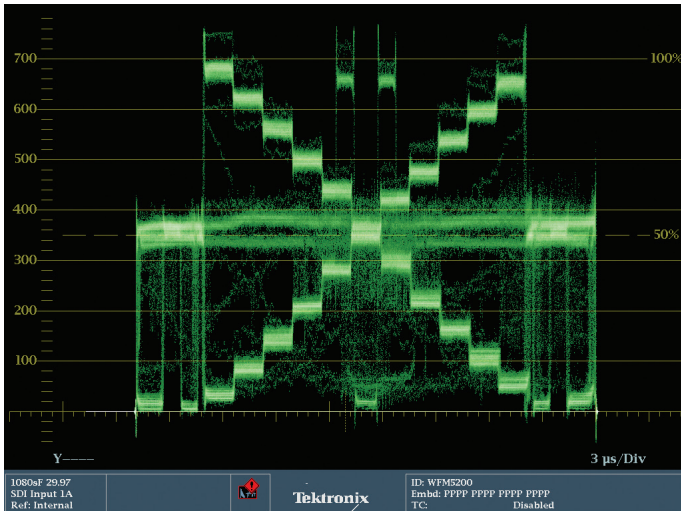 700
100%
600
500
400
50%
300
200
100
Y----
3 µs/Div
1080sF 29.97
SDI Input 1A
Ref: Internal
Tektronix
ID: WFM5200
Embd: PPPP PPPP PPPP PPPP
TC: Disabled